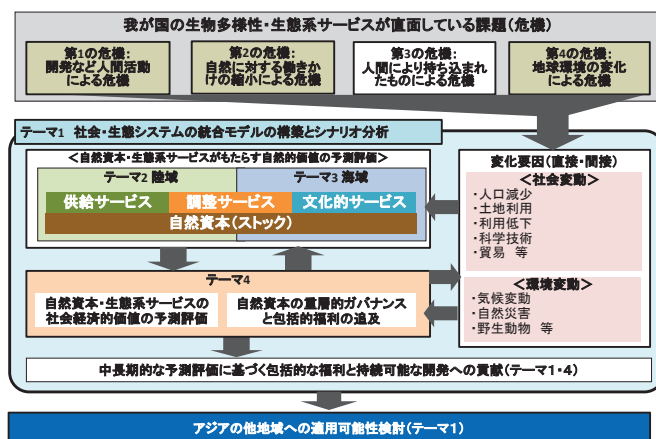 我が国の生物多様性・生態系サービスが直面している課題(危機)
第1の危機:
開発など人間活動
による危機
第2の危機:
自然に対する働きか
けの縮小による危機
第3の危機:
人間により持ち込まれ
たものによる危機
第4の危機:
地球環境の変化
による危機
テーマ1 社会・生態システムの統合モデルの構築とシナリオ分析
<自然資本・生態系サービスがもたらす自然的価値の予測評価>
テーマ2 陸域
テーマ3 海域
供給サービス
調整サービス
文化的サービス
自然資本(ストック)
変化要因(直接・間接)
<社会変動>
・人口減少
・土地利用
・利用低下
・科学技術
・貿易 等
<環境変動>
・気候変動
・自然災害
・野生動物 等
テーマ4
自然資本・生態系サービスの
社会経済的価値の予測評価
自然資本の重層的ガバナンス
と包括的福利の追及
中長期的な予測評価に基づく包括的な福利と持続可能な開発への貢献(テーマ1・4)
アジアの他地域への適用可能性検討(テーマ1)